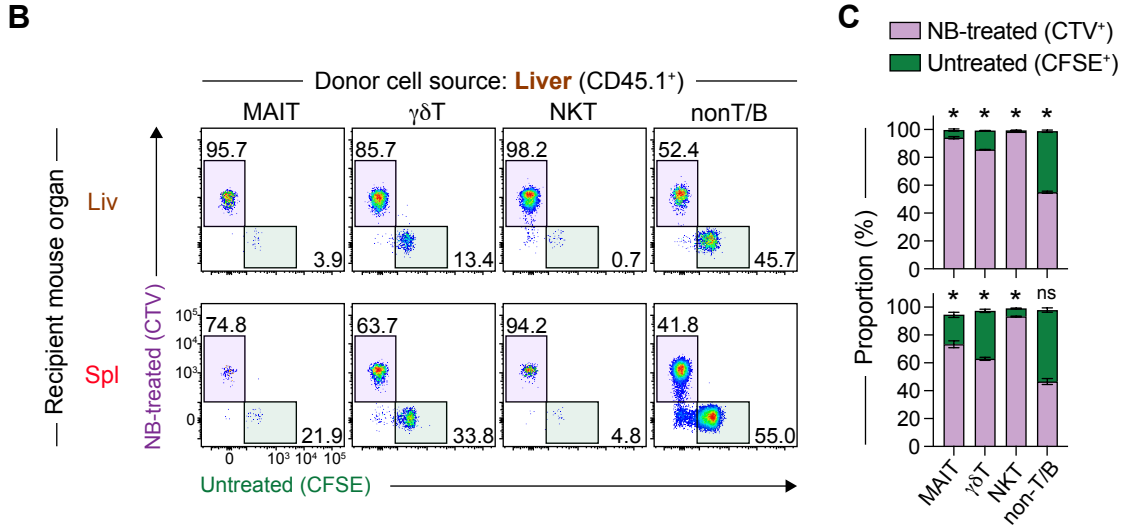 B
Donor cell source: Liver (CD45.1⁺)
MAIT γδT NKT nonT/B
Recipient mouse organ
NB-treated (CTV)
Liv
95.7 85.7 98.2 52.4
3.9 13.4 0.7 45.7
Spl
74.8 63.7 94.2 41.8
10⁵
10⁴
10³
0
21.9 33.8 4.8 55.0
0 10³ 10⁴ 10⁵
Untreated (CFSE)
C
NB-treated (CTV⁺)
Untreated (CFSE⁺)
Proportion (%)
* * * *
100
80
60
40
20
0
* * * ns
100
80
60
40
20
0
MAIT γδT NKT non-T/B